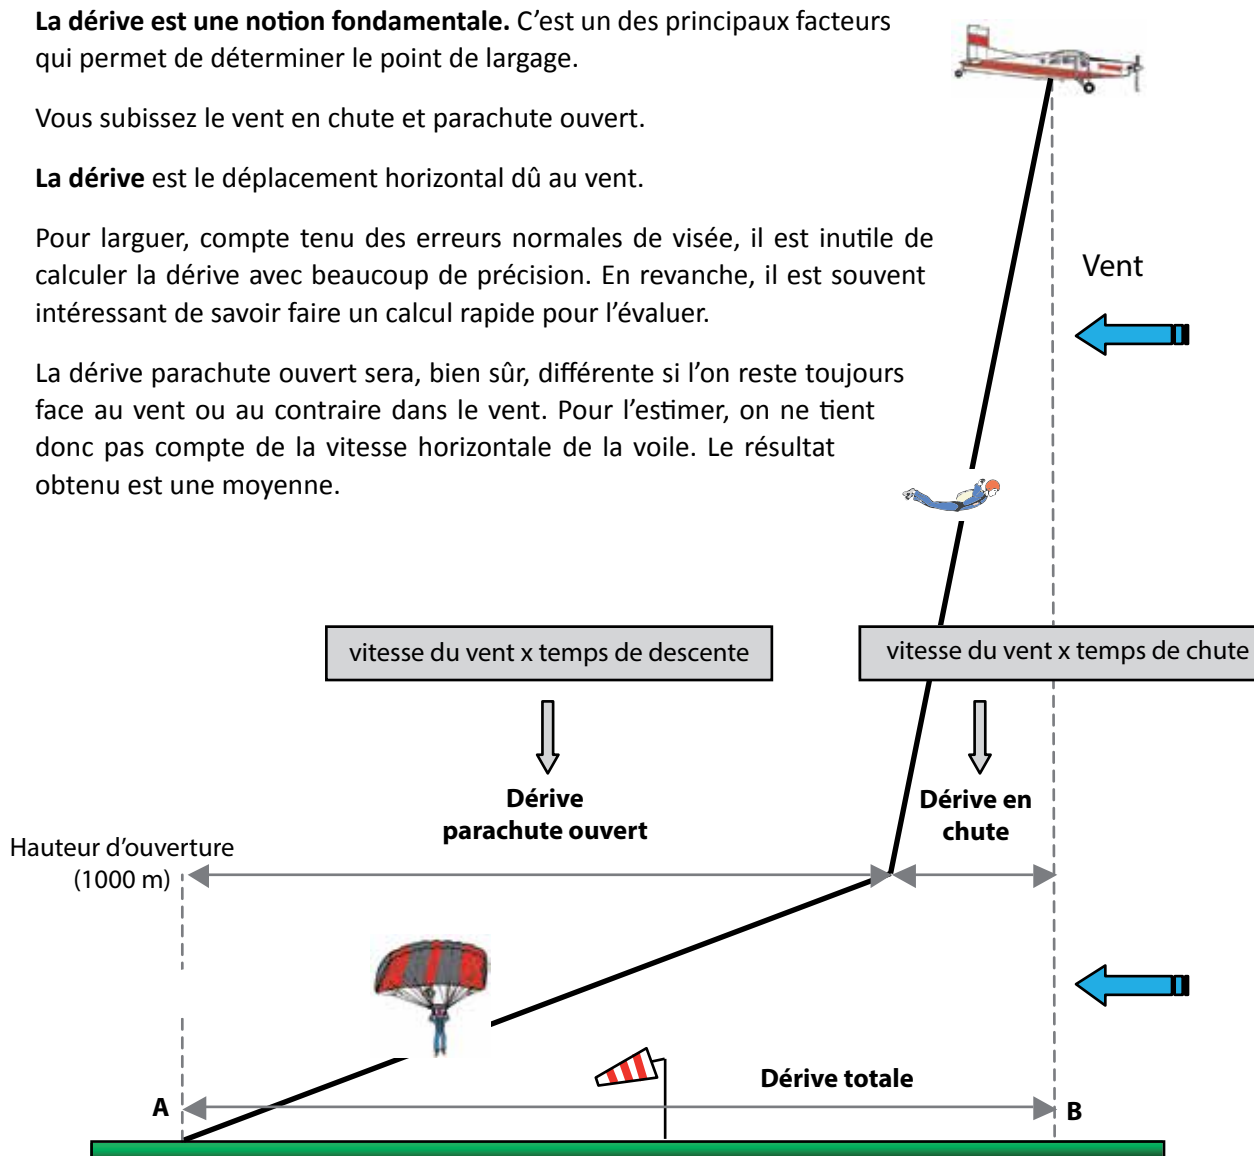 La dérive est une notion fondamentale. C’est un des principaux facteurs
qui permet de déterminer le point de largage.
Vous subissez le vent en chute et parachute ouvert.
La dérive est le déplacement horizontal dû au vent.
Pour larguer, compte tenu des erreurs normales de visée, il est inutile de
calculer la dérive avec beaucoup de précision. En revanche, il est souvent
intéressant de savoir faire un calcul rapide pour l’évaluer.
La dérive parachute ouvert sera, bien sûr, différente si l’on reste toujours
face au vent ou au contraire dans le vent. Pour l’estimer, on ne tient
donc pas compte de la vitesse horizontale de la voile. Le résultat
obtenu est une moyenne.
Vent
vitesse du vent x temps de descente
vitesse du vent x temps de chute
Dérive
parachute ouvert
Dérive en
chute
Hauteur d’ouverture
(1000 m)
Dérive totale
A
B